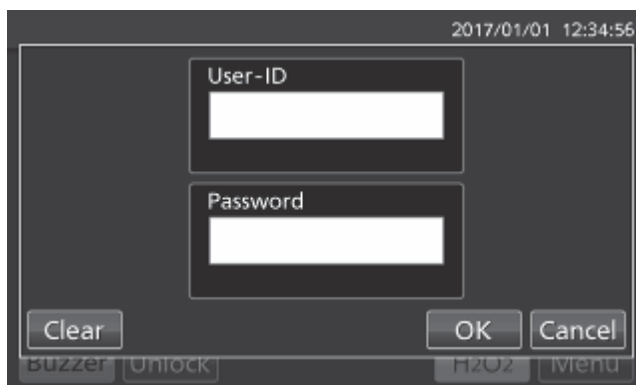 2017/01/01 12:34:56
User-ID
Password
Clear OK Cancel
Buzzer Unlock H2O2 Menu